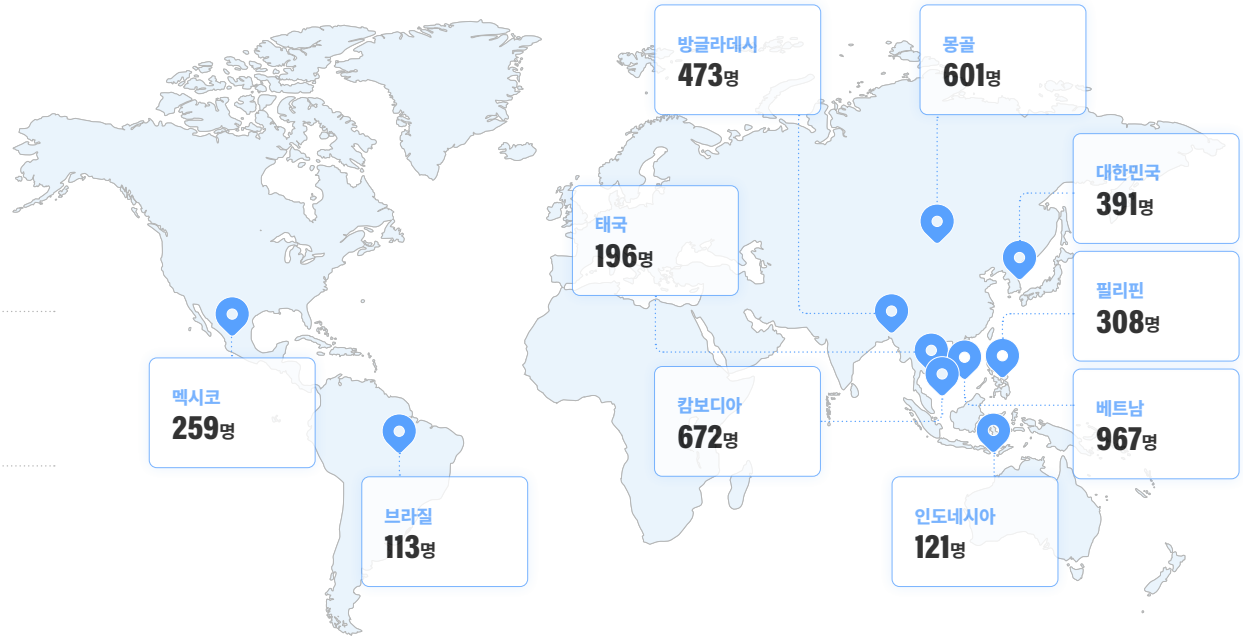 방글라데시
473명
몽골
601명
대한민국
391명
태국
196명
필리핀
308명
멕시코
259명
캄보디아
672명
베트남
967명
브라질
113명
인도네시아
121명